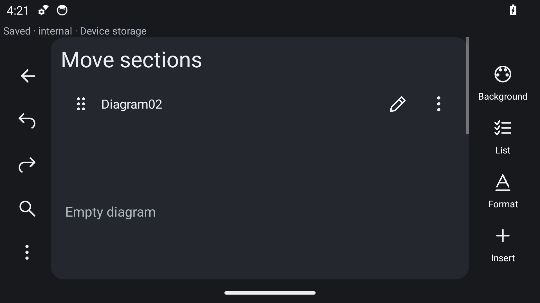 4:21
Saved · internal · Device storage
Move sections
Diagram02
Empty diagram
Background
List
Format
Insert